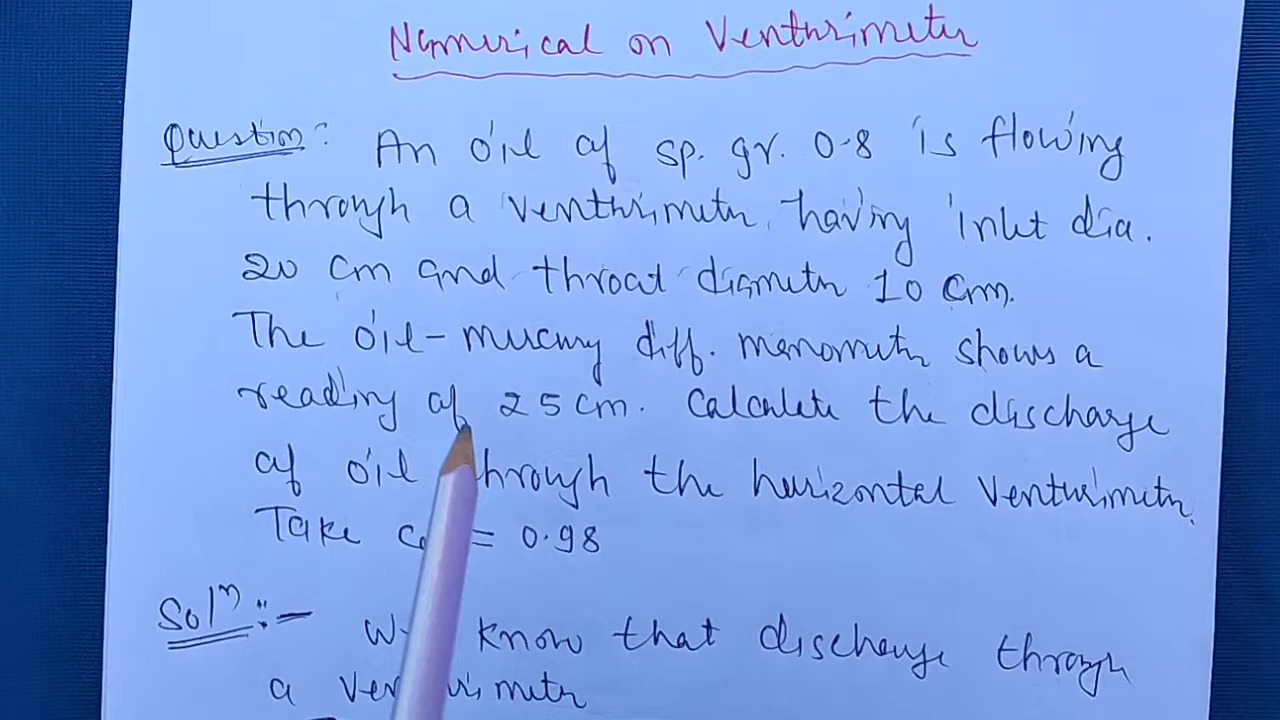 Numerical on Venturimeter
Question: An oil of sp. gr. 0.8 is flowing
through a venturimeter, having inlet dia.
20 cm and throat diameter 10 cm.
The oil-mercury diff. manometer shows a
reading of 25 cm. Calculate the discharge
of oil through the horizontal venturimeter.
Take = 0.98
Solⁿ :- know that discharge through
a